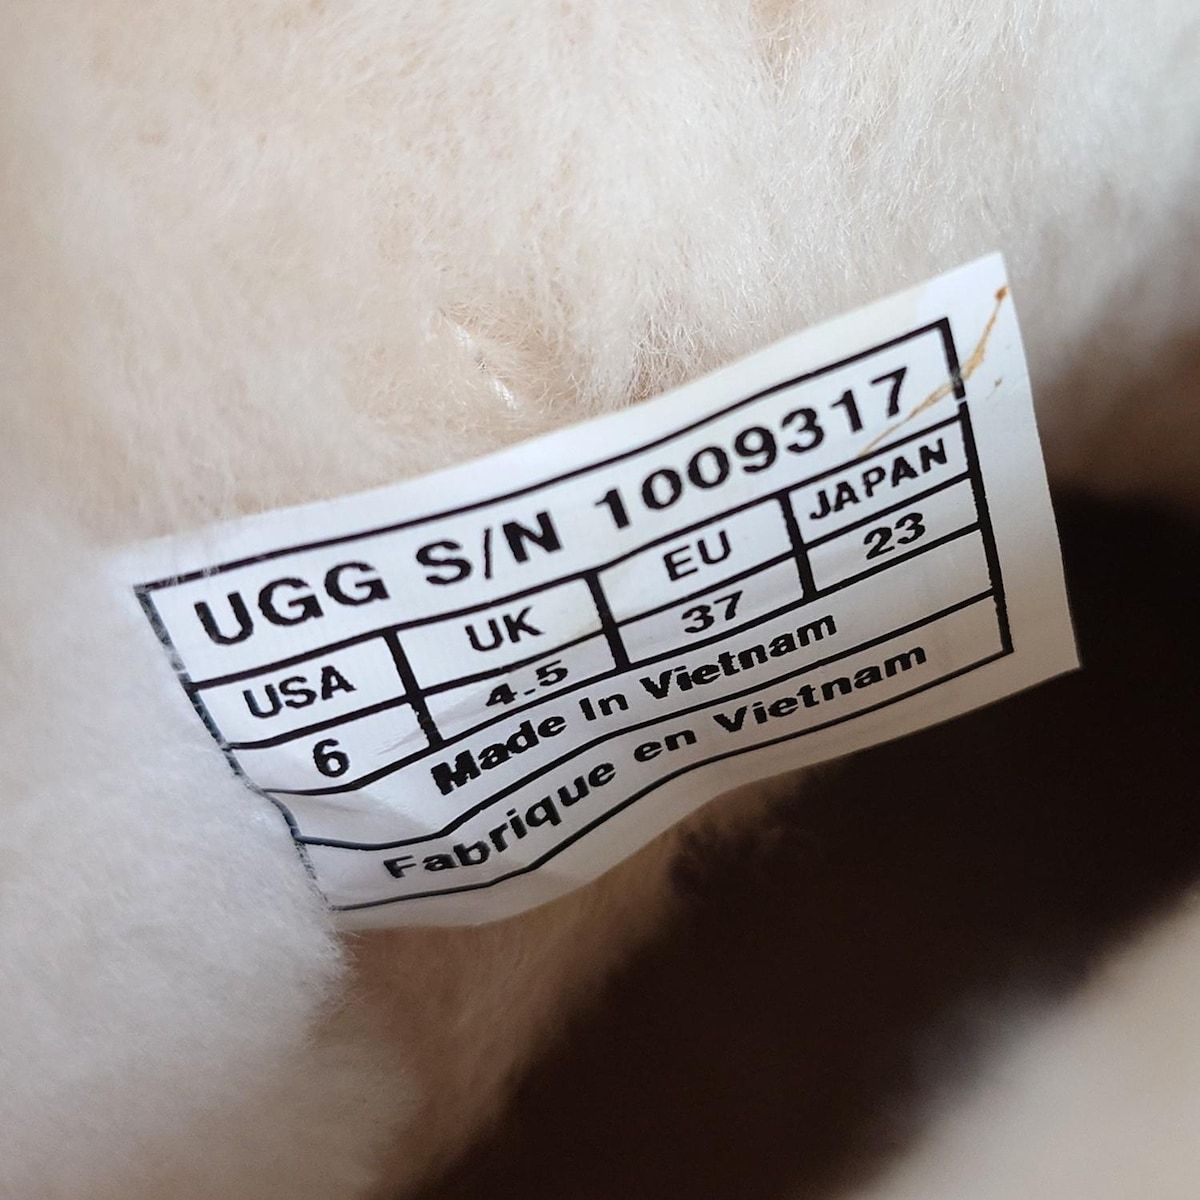 UGG S/N 1009317
USA UK EU JAPAN
6 4.5 37 23
Made In Vietnam
Fabrique en Vietnam